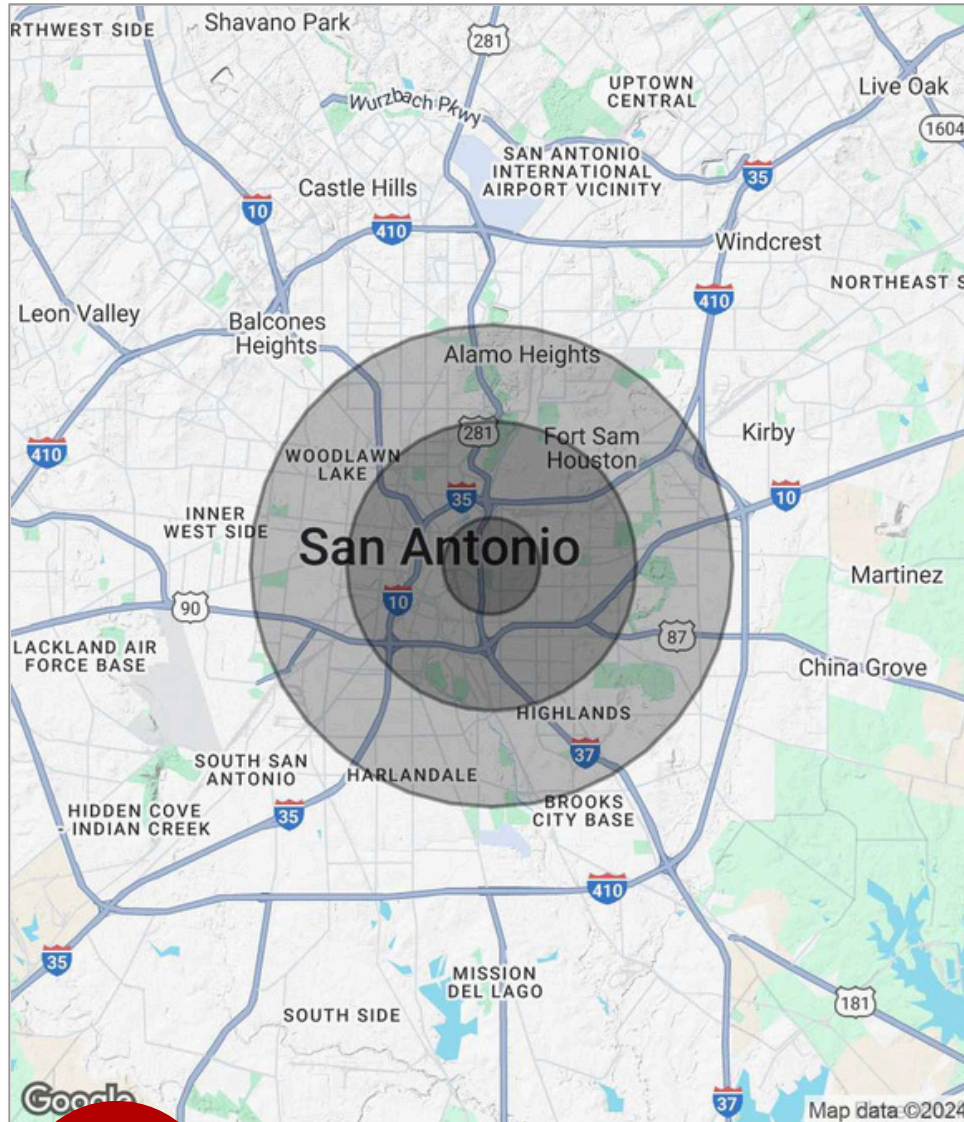 RTHWEST SIDE
Shavano Park
281
UPTOWN
CENTRAL
Live Oak
Wurzbach Pkwy
1604
SAN ANTONIO
INTERNATIONAL
AIRPORT VICINITY
35
Castle Hills
10
410
Windcrest
NORTHEAST S
410
Leon Valley
Balcones
Heights
Alamo Heights
281
Fort Sam
Houston
Kirby
410
WOODLAWN
LAKE
35
10
INNER
WEST SIDE
San Antonio
Martinez
10
90
87
LACKLAND AIR
FORCE BASE
China Grove
HIGHLANDS
37
SOUTH SAN
ANTONIO
HARLANDALE
HIDDEN COVE
- INDIAN CREEK
35
BROOKS
CITY BASE
410
35
MISSION
DEL LAGO
SOUTH SIDE
181
Google
37
Map data ©2024